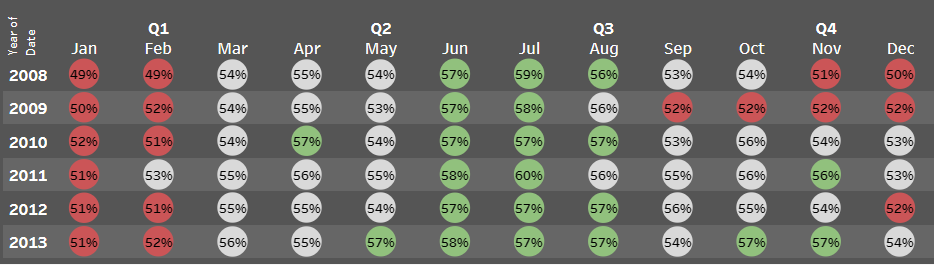 Year of
Date
Q1 Q2 Q3 Q4
Jan Feb Mar Apr May Jun Jul Aug Sep Oct Nov Dec
2008 49% 49% 54% 55% 54% 57% 59% 56% 53% 54% 51% 50%
2009 50% 52% 54% 55% 53% 57% 58% 56% 52% 52% 52% 52%
2010 52% 51% 54% 57% 54% 57% 57% 57% 53% 56% 54% 53%
2011 51% 53% 55% 56% 55% 58% 60% 56% 55% 56% 56% 53%
2012 51% 51% 55% 55% 54% 57% 57% 57% 56% 55% 54% 52%
2013 51% 52% 56% 55% 57% 58% 57% 57% 54% 57% 57% 54%